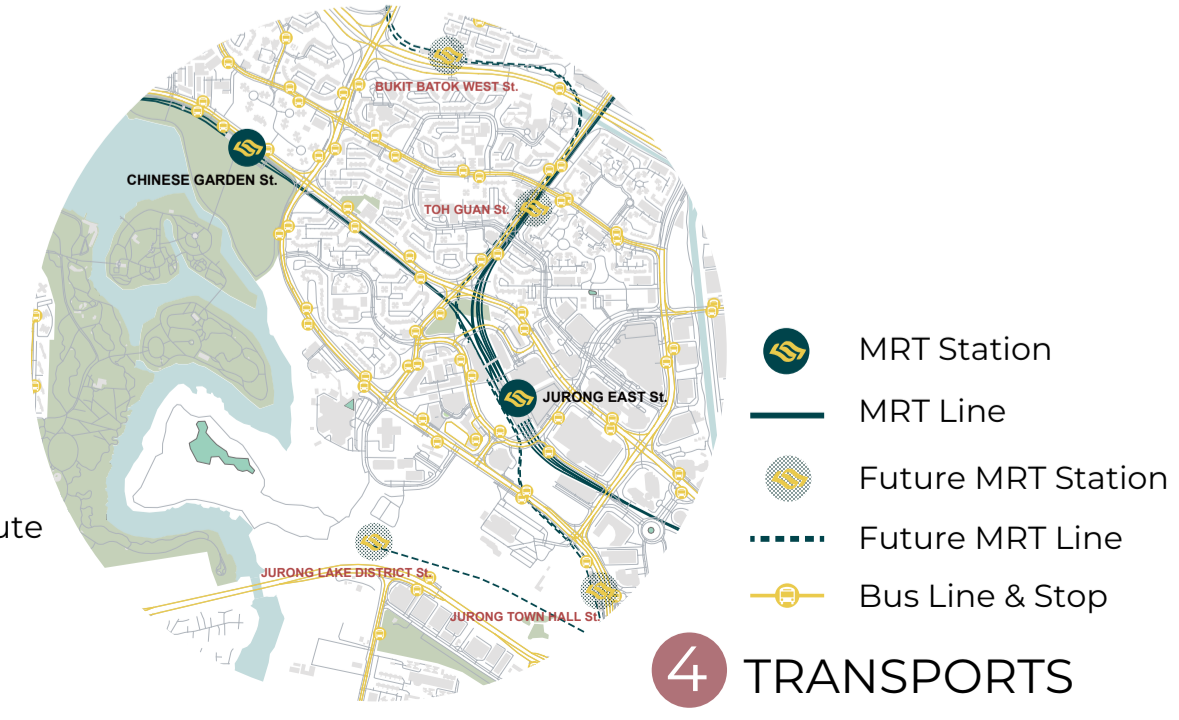 BUKIT BATOK WEST St.
CHINESE GARDEN St.
TOH GUAN St.
JURONG EAST St.
JURONG LAKE DISTRICT St.
JURONG TOWN HALL St.
ute
MRT Station
MRT Line
Future MRT Station
Future MRT Line
Bus Line & Stop
4 TRANSPORTS